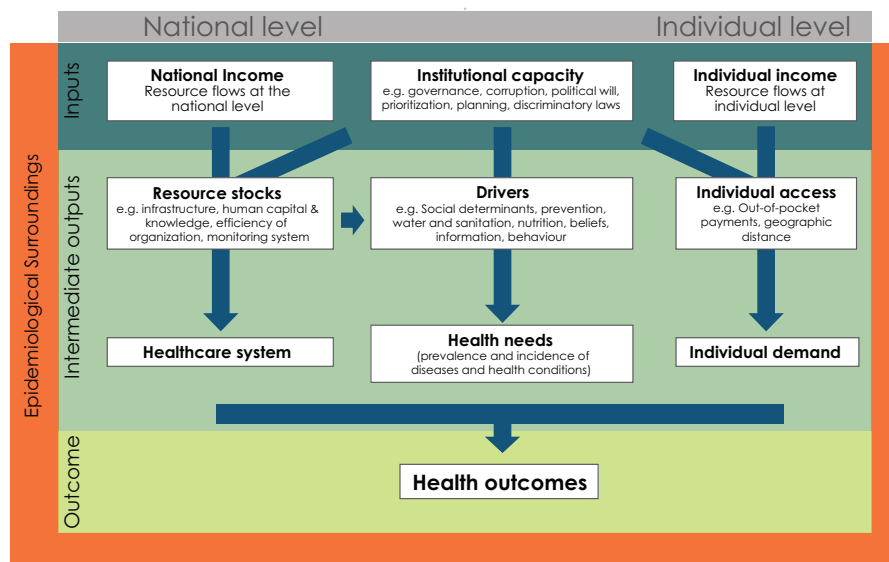 National level
Individual level
Epidemiological Surroundings
Inputs
National Income
Resource flows at the
national level
Institutional capacity
e.g. governance, corruption, political will,
prioritization, planning, discriminatory laws
Individual income
Resource flows at
individual level
Intermediate outputs
Resource stocks
e.g. infrastructure, human capital &
knowledge, efficiency of
organization, monitoring system
Drivers
e.g. Social determinants, prevention,
water and sanitation, nutrition, beliefs,
information, behaviour
Individual access
e.g. Out-of-pocket
payments, geographic
distance
Healthcare system
Health needs
(prevalence and incidence of
diseases and health conditions)
Individual demand
Outcome
Health outcomes